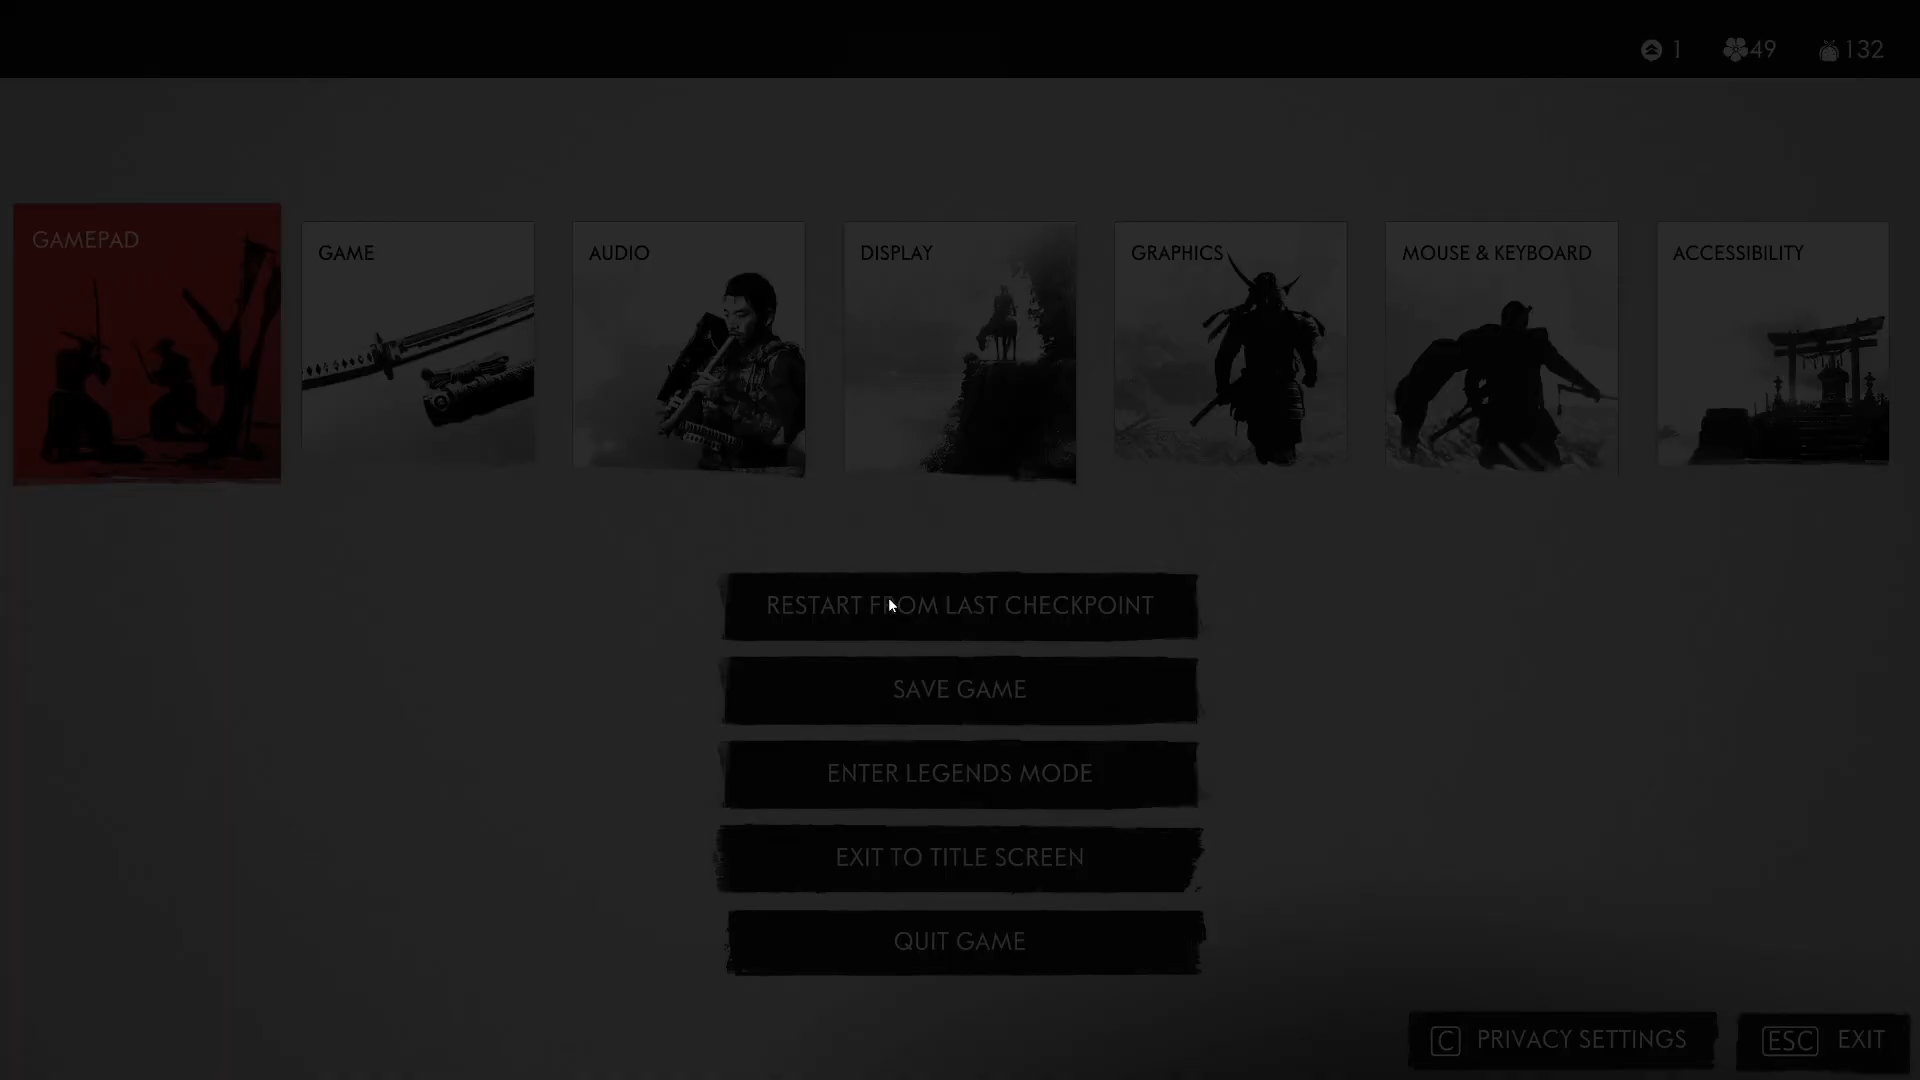 1 49 132
GAMEPAD
GAME
AUDIO
DISPLAY
GRAPHICS
MOUSE & KEYBOARD
ACCESSIBILITY
RESTART FROM LAST CHECKPOINT
SAVE GAME
ENTER LEGENDS MODE
EXIT TO TITLE SCREEN
QUIT GAME
C PRIVACY SETTINGS
ESC EXIT